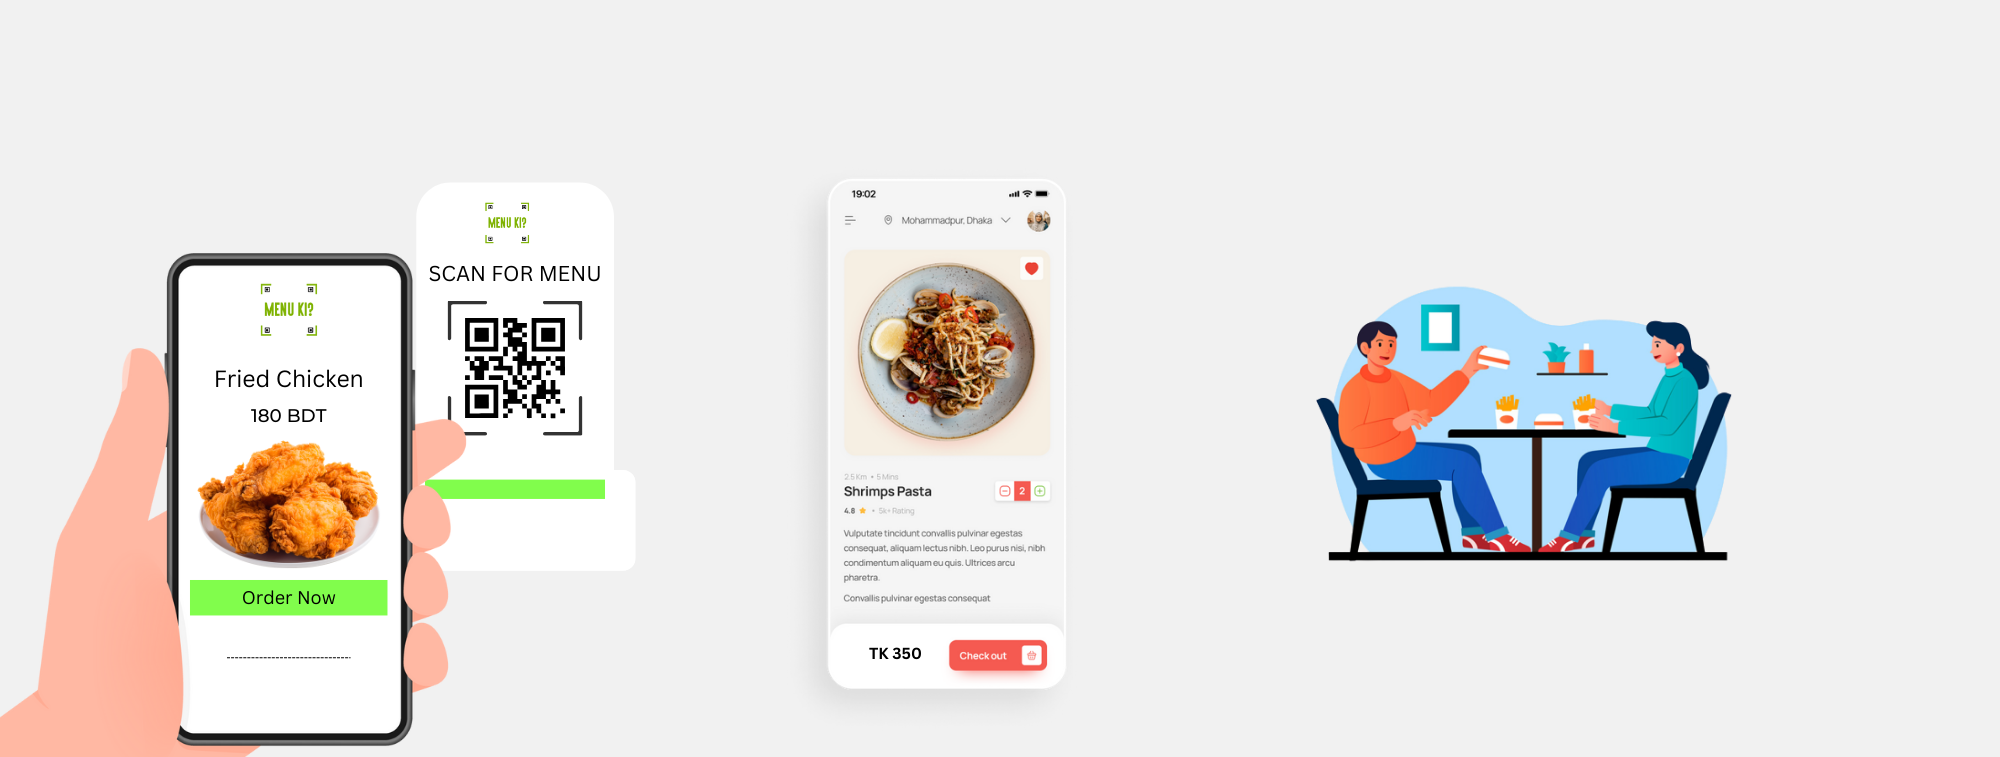 MENU KI?
Fried Chicken
180 BDT
Order Now
MENU KI?
SCAN FOR MENU
19:02
Mohammadpur, Dhaka
2.5 Km • 5 Mins
Shrimps Pasta
2
4.8 • 5k+ Rating
Vulputate tincidunt convallis pulvinar egestas
consequat, aliquam lectus nibh. Leo purus nisi, nibh
condimentum aliquam eu quis. Ultrices arcu
pharetra.
Convallis pulvinar egestas consequat
TK 350
Check out